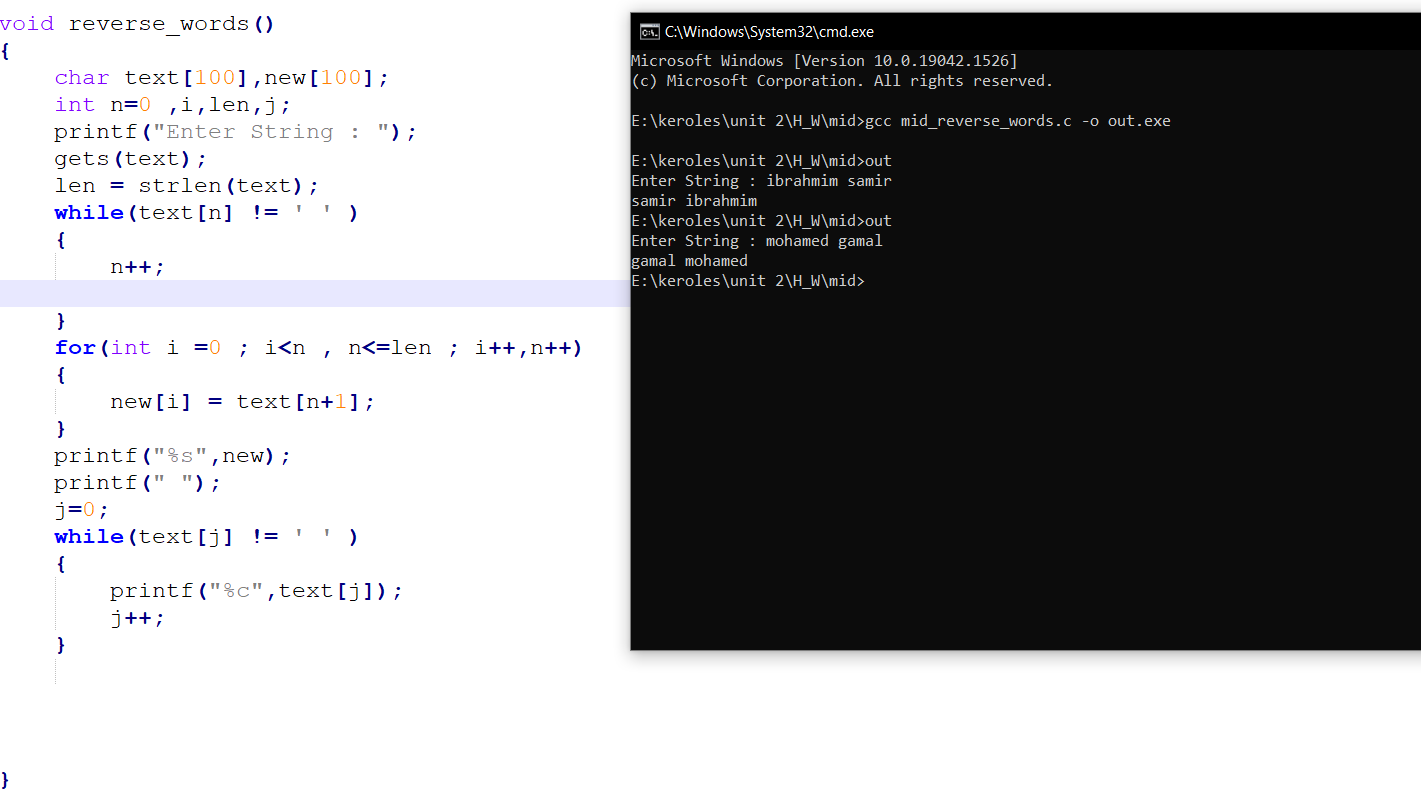 void reverse_words()
{
char text[100],new[100];
int n=0 ,i,len,j;
printf("Enter String : ");
gets(text);
len = strlen(text);
while(text[n] != ' ' )
{
n++;
}
for(int i =0 ; i<n , n<=len ; i++,n++)
{
new[i] = text[n+1];
}
printf("%s",new);
printf(" ");
j=0;
while(text[j] != ' ' )
{
printf("%c",text[j]);
j++;
}
}
C:\Windows\System32\cmd.exe
Microsoft Windows [Version 10.0.19042.1526]
(c) Microsoft Corporation. All rights reserved.
E:\keroles\unit 2\H_W\mid>gcc mid_reverse_words.c -o out.exe
E:\keroles\unit 2\H_W\mid>out
Enter String : ibrahmim samir
samir ibrahmim
E:\keroles\unit 2\H_W\mid>out
Enter String : mohamed gamal
gamal mohamed
E:\keroles\unit 2\H_W\mid>